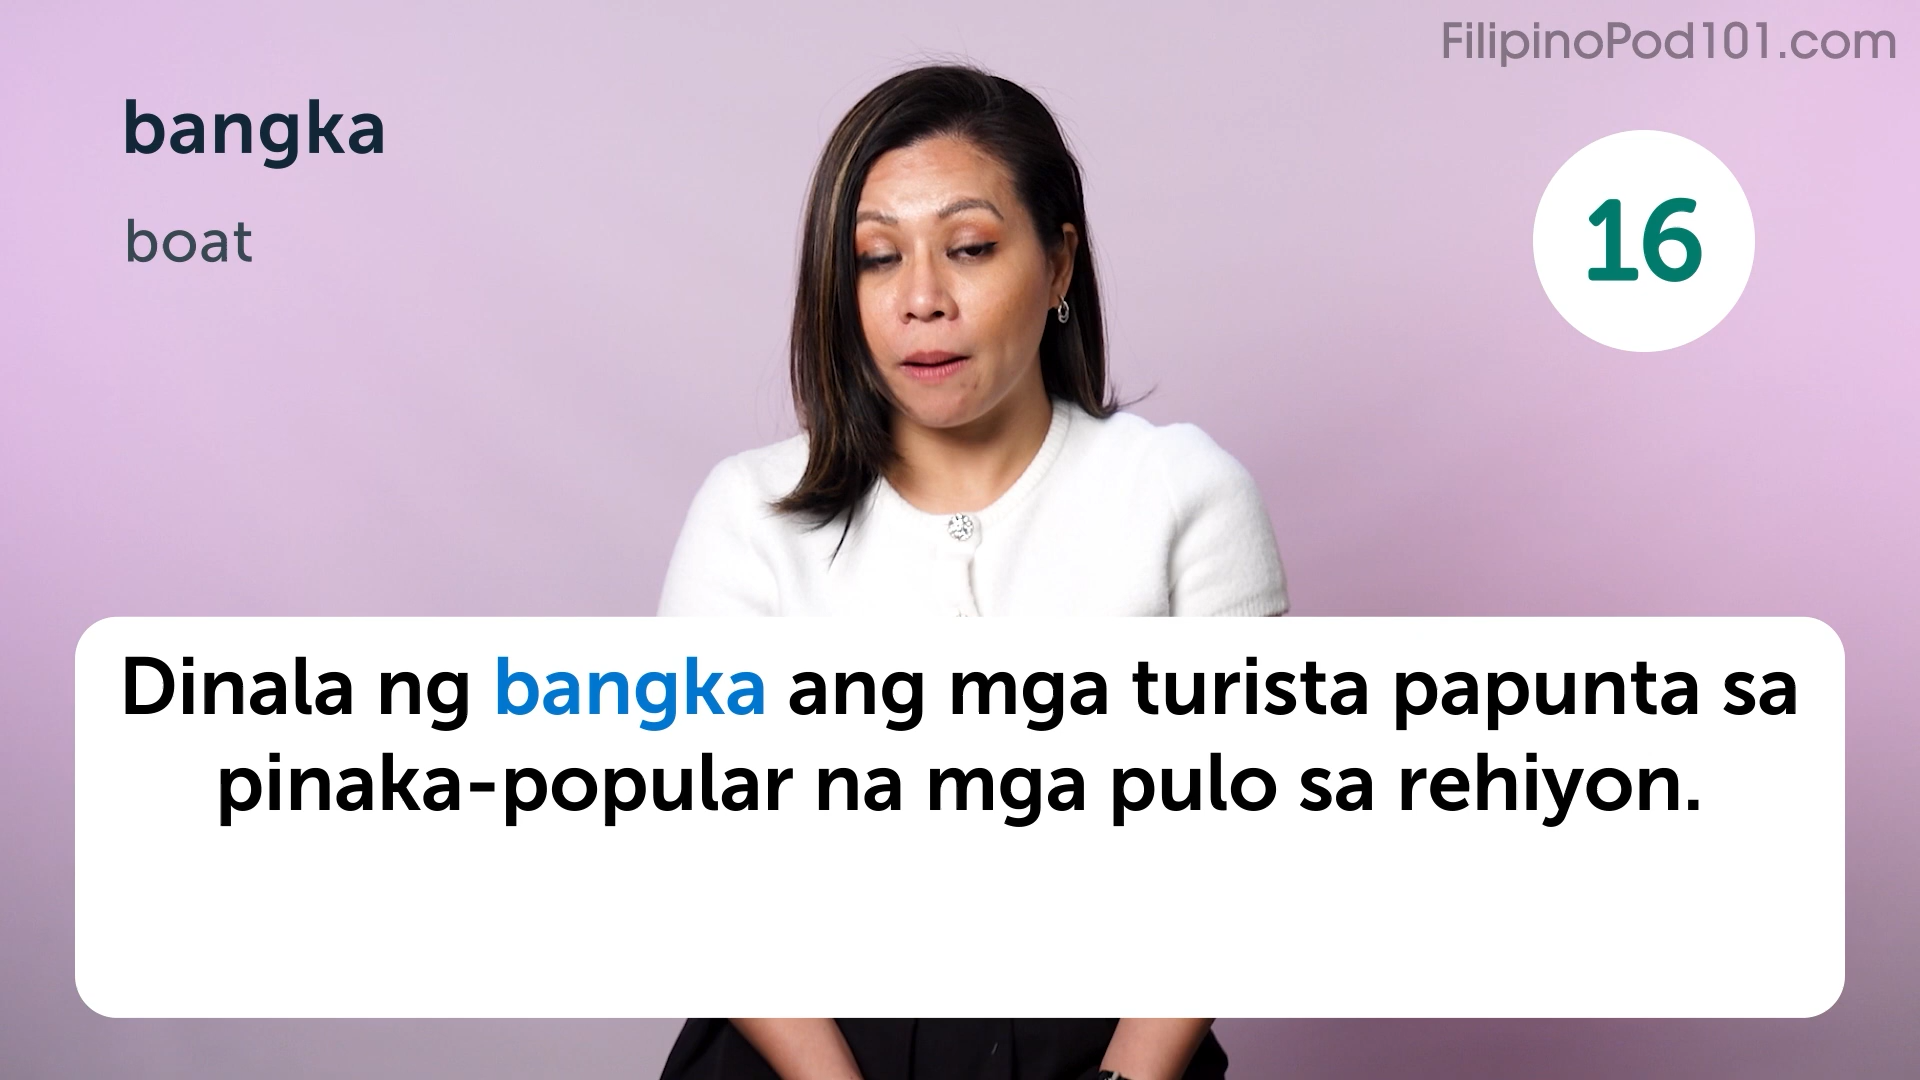 FilipinoPod101.com
bangka
boat
16
Dinala ng bangka ang mga turista papunta sa
pinaka-popular na mga pulo sa rehiyon.